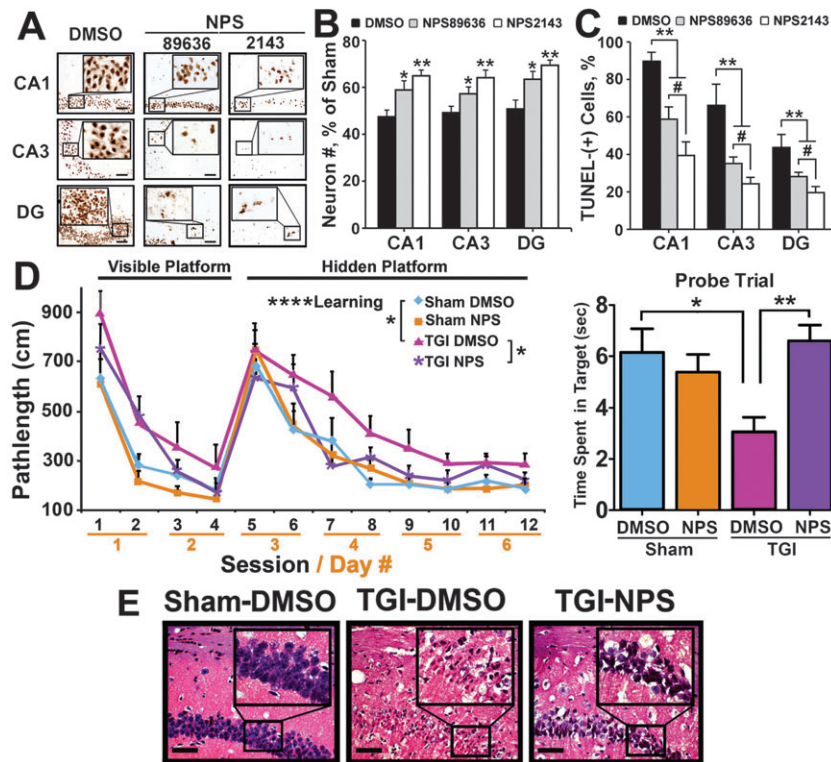 A
DMSO
NPS
89636
2143
CA1
CA3
DG
B
DMSO NPS89636 NPS2143
Neuron #, % of Sham
80
60
40
20
0
* ** * ** * **
CA1 CA3 DG
C
DMSO NPS89636 NPS2143
TUNEL-(+) Cells, %
100
80
60
40
20
0
** ** **
# # #
CA1 CA3 DG
D
Visible Platform
Hidden Platform
Pathlength (cm)
900
700
500
300
100
****Learning
*
Sham DMSO
Sham NPS
TGI DMSO
TGI NPS
*
1 2 3 4 5 6 7 8 9 10 11 12
1 2 3 4 5 6
Session / Day #
Probe Trial
Time Spent in Target (sec)
8
6
4
2
0
* **
DMSO NPS DMSO NPS
Sham TGI
E
Sham-DMSO
TGI-DMSO
TGI-NPS